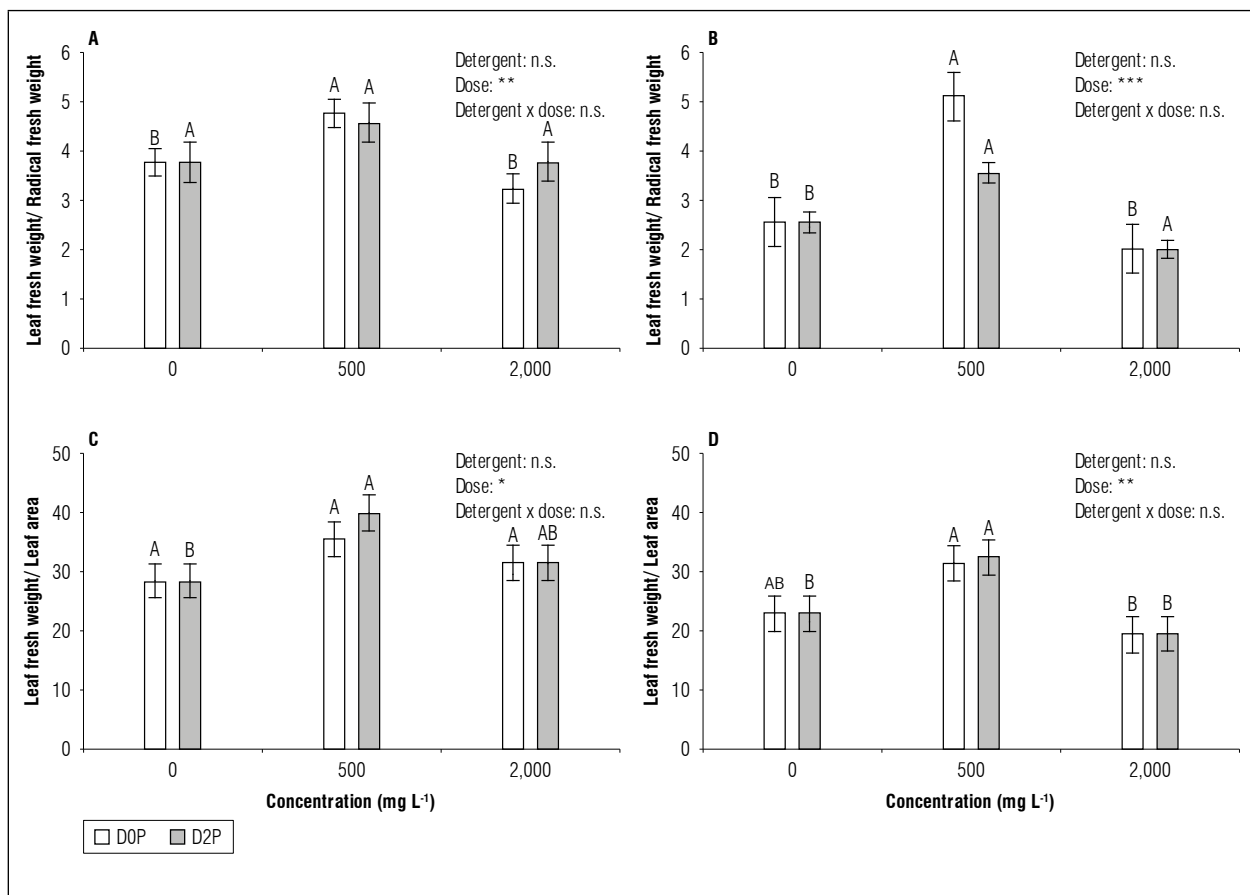 A
Leaf fresh weight/ Radical fresh weight
6
5
4
3
2
1
0
Detergent: n.s.
Dose: **
Detergent x dose: n.s.
B
A
A
A
B
A
0
500
2,000
B
Leaf fresh weight/ Radical fresh weight
6
5
4
3
2
1
0
Detergent: n.s.
Dose: ***
Detergent x dose: n.s.
B
B
A
A
B
A
0
500
2,000
C
Leaf fresh weight/ Leaf area
50
40
30
20
10
0
Detergent: n.s.
Dose: *
Detergent x dose: n.s.
A
B
A
A
A
AB
0
500
2,000
Concentration (mg L⁻¹)
D
Leaf fresh weight/ Leaf area
50
40
30
20
10
0
Detergent: n.s.
Dose: **
Detergent x dose: n.s.
AB
B
A
A
B
B
0
500
2,000
Concentration (mg L⁻¹)
D0P
D2P